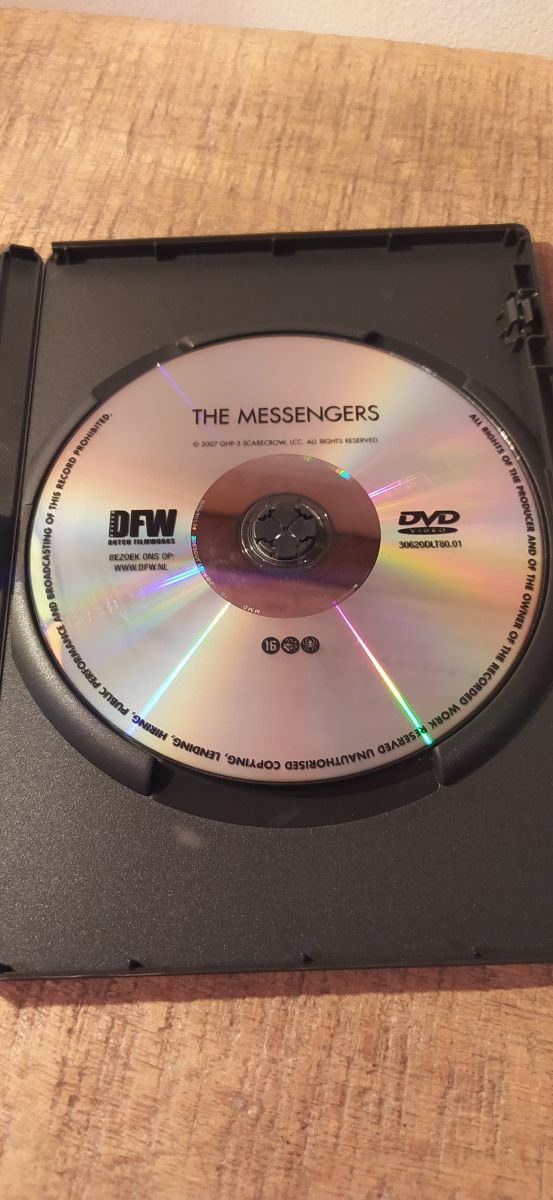 THE MESSENGERS
© 2007 GHP-3 SCARECROW, LCC. ALL RIGHTS RESERVED
DFW
DUTCH FILMWORKS
BEZOEK ONS OP:
WWW.DFW.NL
DVD
VIDEO
30620DLT80.01
16
ALL RIGHTS OF THE PRODUCER AND OF THE OWNER OF THE RECORDED WORK RESERVED UNAUTHORISED COPYING, LENDING, HIRING, PUBLIC PERFORMANCE AND BROADCASTING OF THIS RECORD PROHIBITED.